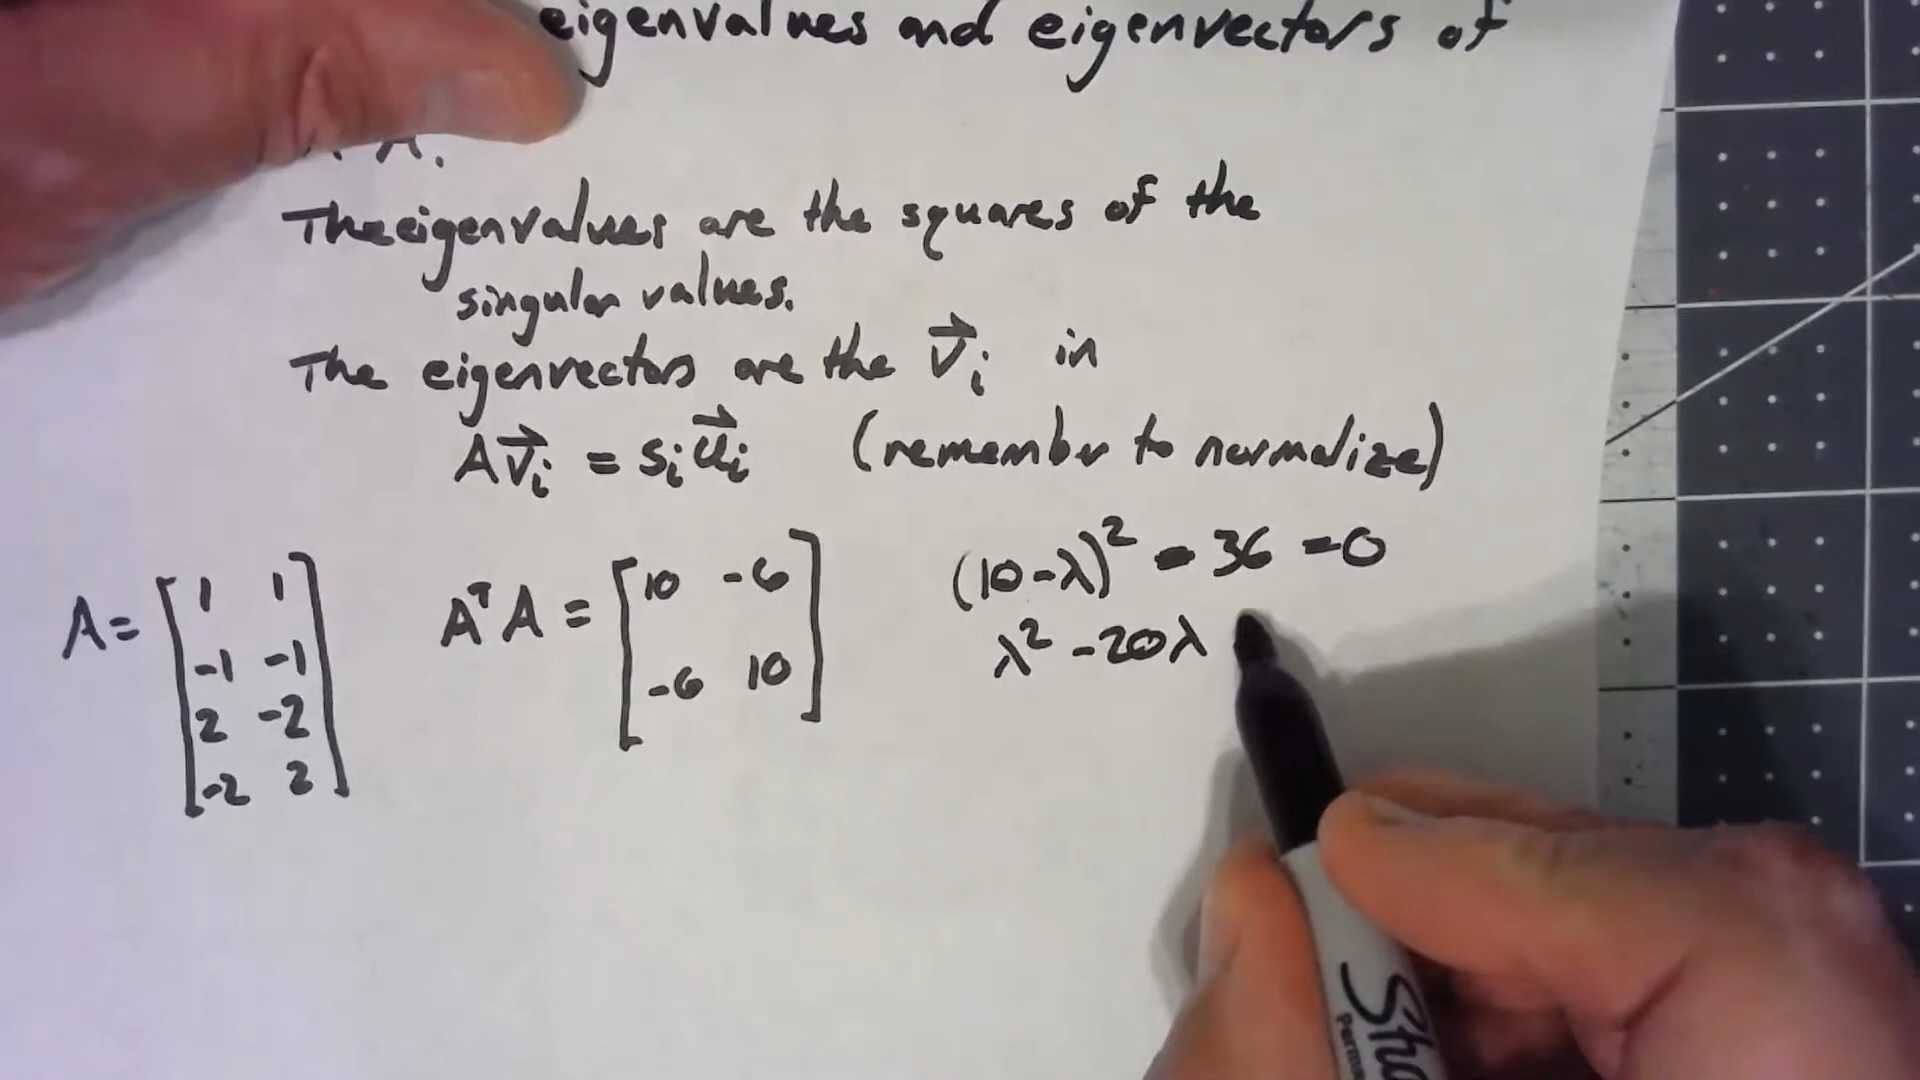 eigenvalues and eigenvectors of
A.
The eigenvalues are the squares of the
singular values.
The eigenvectors are the v⃗ᵢ in
Av⃗ᵢ = sᵢu⃗ᵢ (remember to normalize)
A = [1 1; -1 -1; 2 -2; -2 2]
AᵀA = [10 -6; -6 10]
(10-λ)² - 36 = 0
λ² - 20λ